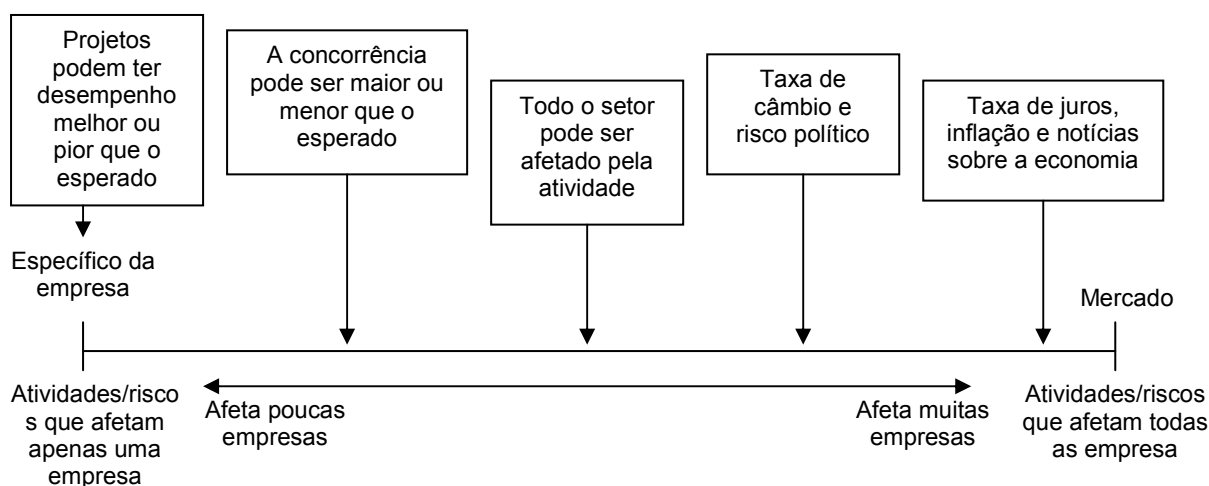 Projetos
podem ter
desempenho
melhor ou
pior que o
esperado
A concorrência
pode ser maior ou
menor que o
esperado
Todo o setor
pode ser
afetado pela
atividade
Taxa de
câmbio e
risco político
Taxa de juros,
inflação e notícias
sobre a economia
Específico da
empresa
Mercado
Atividades/risco
s que afetam
apenas uma
empresa
Afeta poucas
empresas
Afeta muitas
empresas
Atividades/riscos
que afetam todas
as empresa